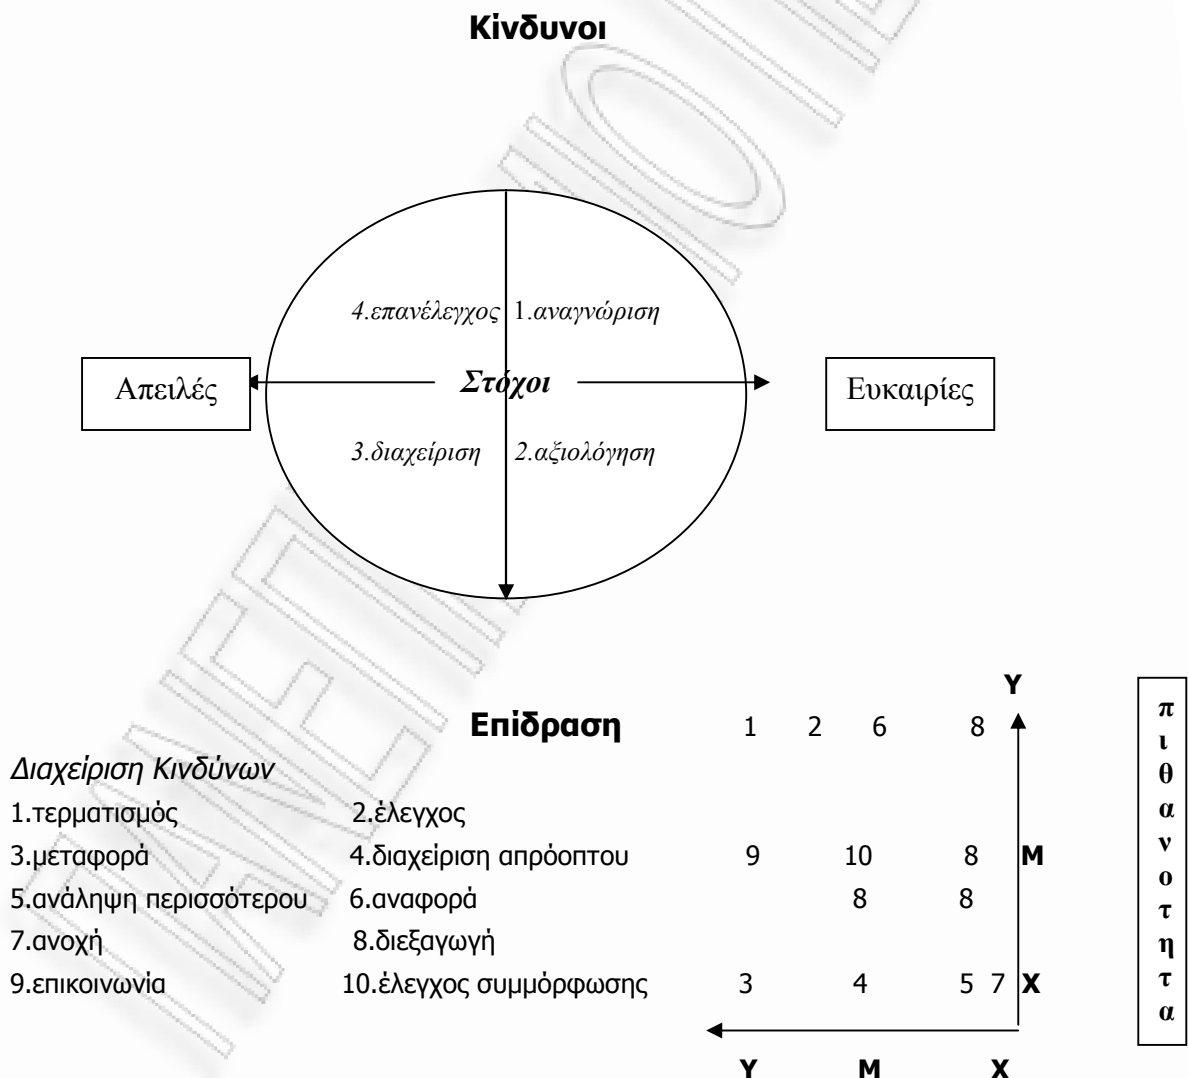 Κίνδυνοι
4.επανέλεγχος 1.αναγνώριση
Απειλές Στόχοι Ευκαιρίες
3.διαχείριση 2.αξιολόγηση
Υ
Επίδραση 1 2 6 8
Διαχείριση Κινδύνων
1.τερματισμός 2.έλεγχος
3.μεταφορά 4.διαχείριση απρόοπτου 9 10 8 Μ
5.ανάληψη περισσότερου 6.αναφορά 8 8
7.ανοχή 8.διεξαγωγή
9.επικοινωνία 10.έλεγχος συμμόρφωσης 3 4 5 7 Χ
Υ Μ Χ
π
ι
θ
α
ν
ο
τ
η
τ
α